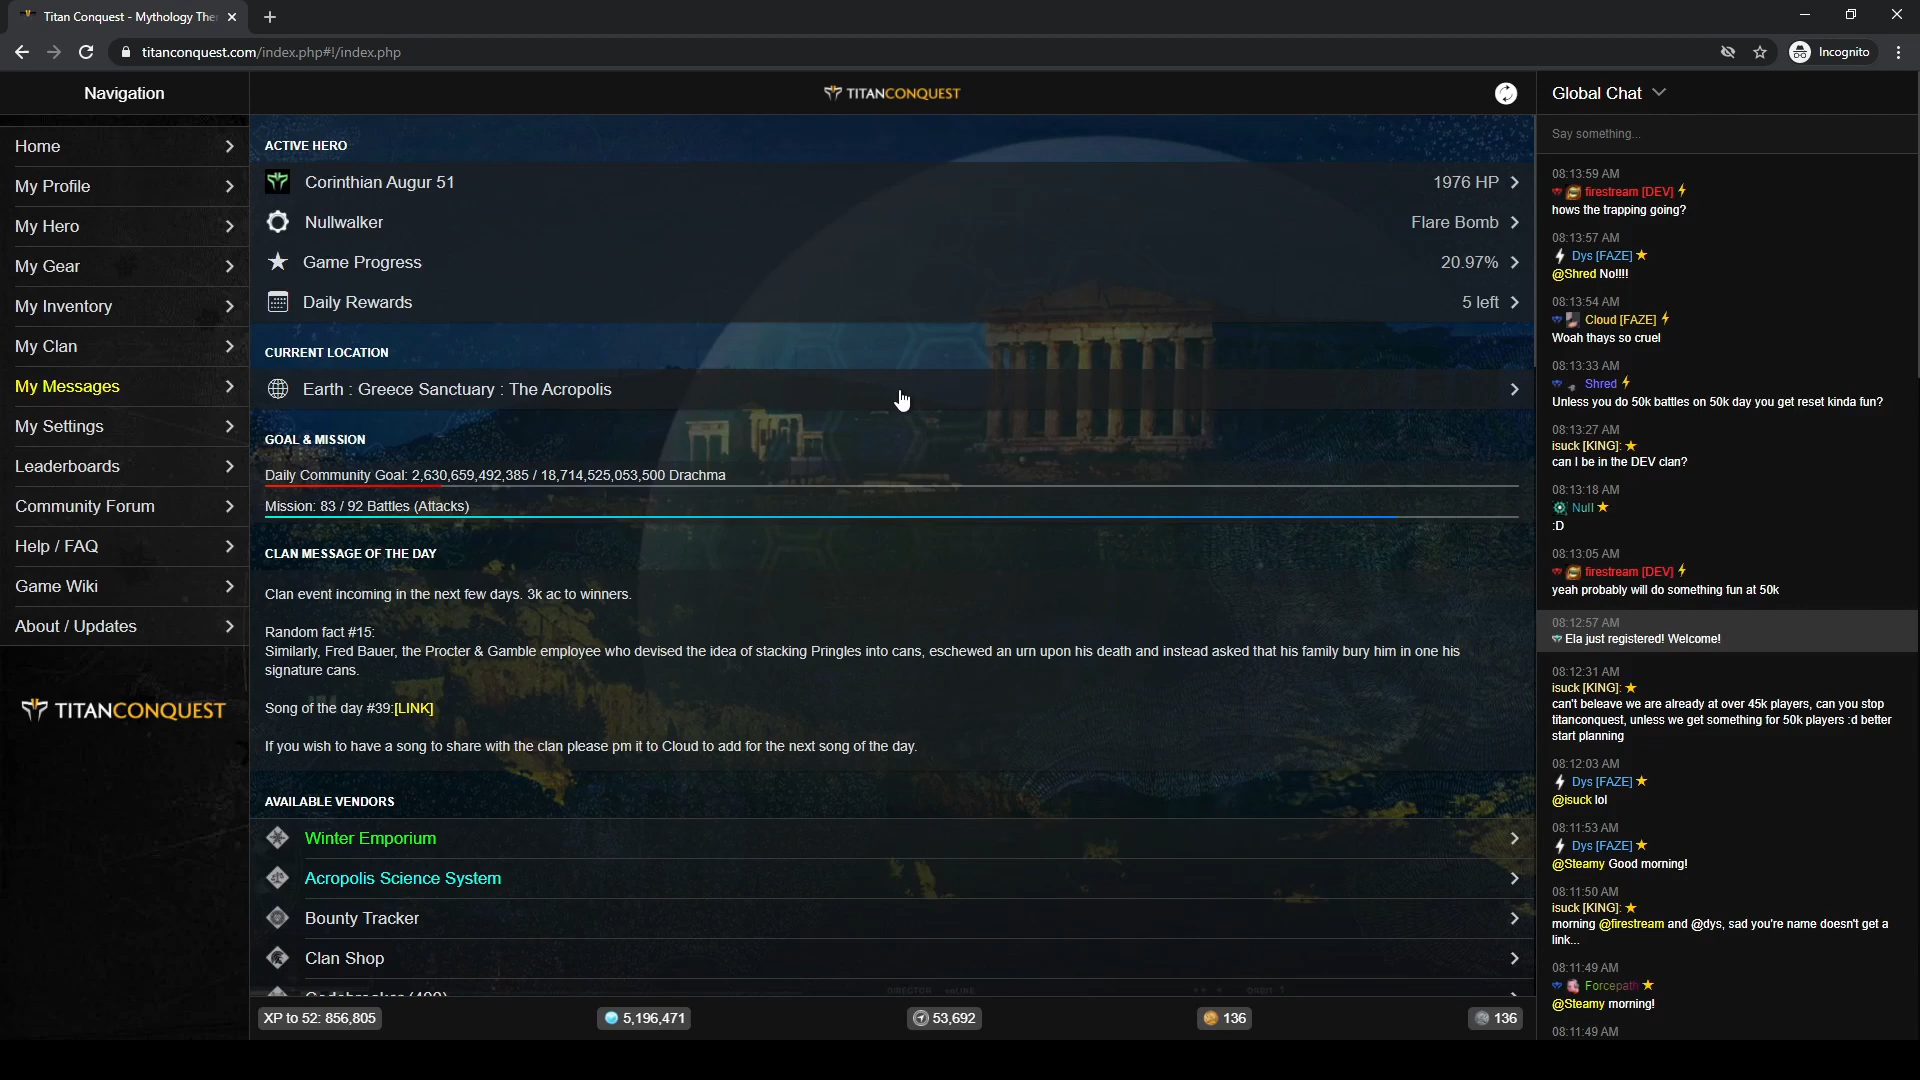 Titan Conquest - Mythology The
titanconquest.com/index.php#!/index.php
Incognito
Navigation
Home
My Profile
My Hero
My Gear
My Inventory
My Clan
My Messages
My Settings
Leaderboards
Community Forum
Help / FAQ
Game Wiki
About / Updates
TITANCONQUEST
TITANCONQUEST
ACTIVE HERO
Corinthian Augur 51 1976 HP
Nullwalker Flare Bomb
Game Progress 20.97%
Daily Rewards 5 left
CURRENT LOCATION
Earth : Greece Sanctuary : The Acropolis
GOAL & MISSION
Daily Community Goal: 2,630,659,492,385 / 18,714,525,053,500 Drachma
Mission: 83 / 92 Battles (Attacks)
CLAN MESSAGE OF THE DAY
Clan event incoming in the next few days. 3k ac to winners.
Random fact #15:
Similarly, Fred Bauer, the Procter & Gamble employee who devised the idea of stacking Pringles into cans, eschewed an urn upon his death and instead asked that his family bury him in one his
signature cans.
Song of the day #39:[LINK]
If you wish to have a song to share with the clan please pm it to Cloud to add for the next song of the day.
AVAILABLE VENDORS
Winter Emporium
Acropolis Science System
Bounty Tracker
Clan Shop
XP to 52: 856,805
5,196,471
53,692
136
136
Global Chat
Say something...
08:13:59 AM
firestream [DEV]
hows the trapping going?
08:13:57 AM
Dys [FAZE]
@Shred No!!!!
08:13:54 AM
Cloud [FAZE]
Woah thays so cruel
08:13:33 AM
Shred
Unless you do 50k battles on 50k day you get reset kinda fun?
08:13:27 AM
isuck [KING]:
can I be in the DEV clan?
08:13:18 AM
Null
:D
08:13:05 AM
firestream [DEV]
yeah probably will do something fun at 50k
08:12:57 AM
Ela just registered! Welcome!
08:12:31 AM
isuck [KING]:
can't beleave we are already at over 45k players, can you stop
titanconquest, unless we get something for 50k players :d better
start planning
08:12:03 AM
Dys [FAZE]
@isuck lol
08:11:53 AM
Dys [FAZE]
@Steamy Good morning!
08:11:50 AM
isuck [KING]:
morning @firestream and @dys, sad you're name doesn't get a
link...
08:11:49 AM
Forcepath
@Steamy morning!
08:11:49 AM